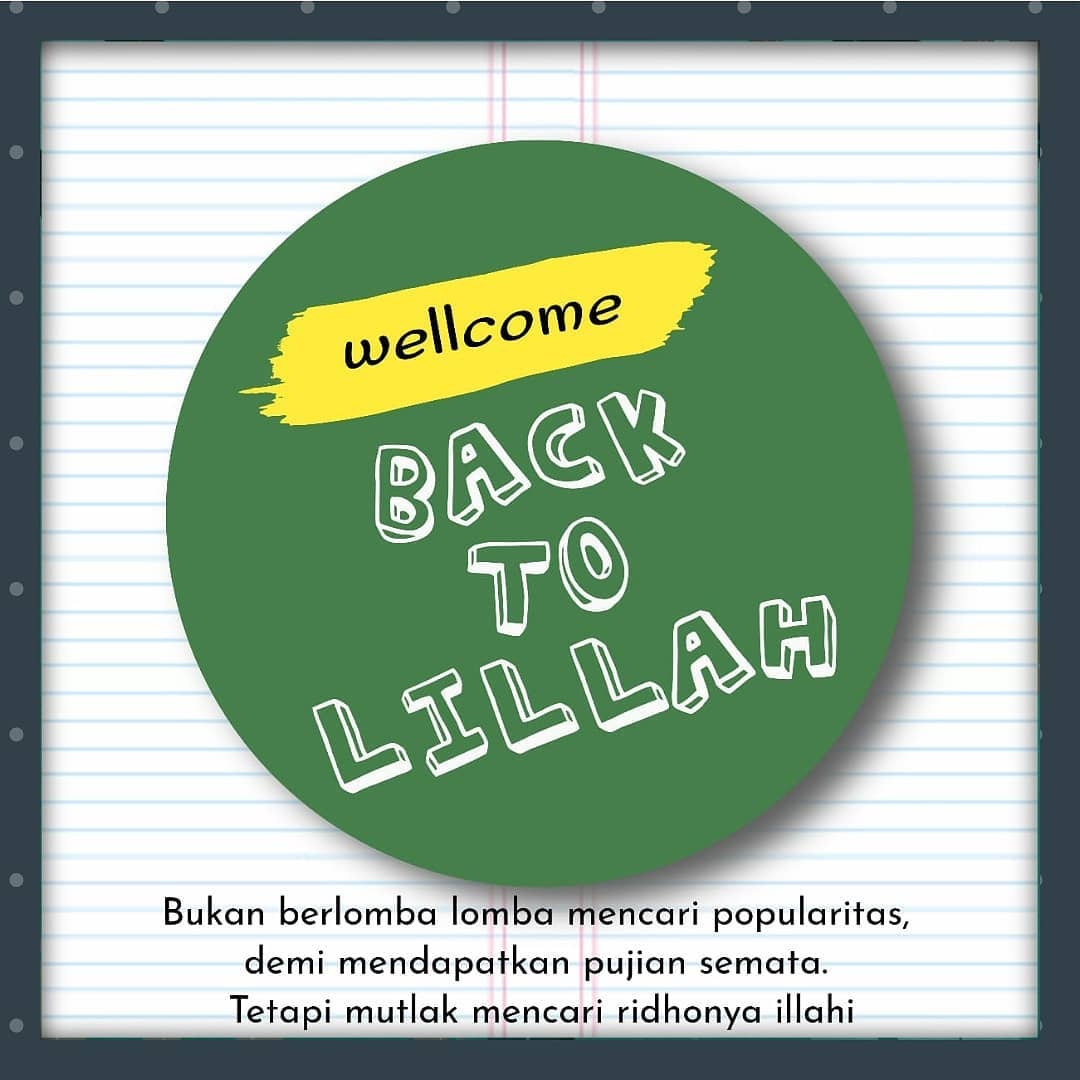 wellcome
BACK
TO
LILLAH
Bukan berlomba lomba mencari popularitas,
demi mendapatkan pujian semata.
Tetapi mutlak mencari ridhonya illahi